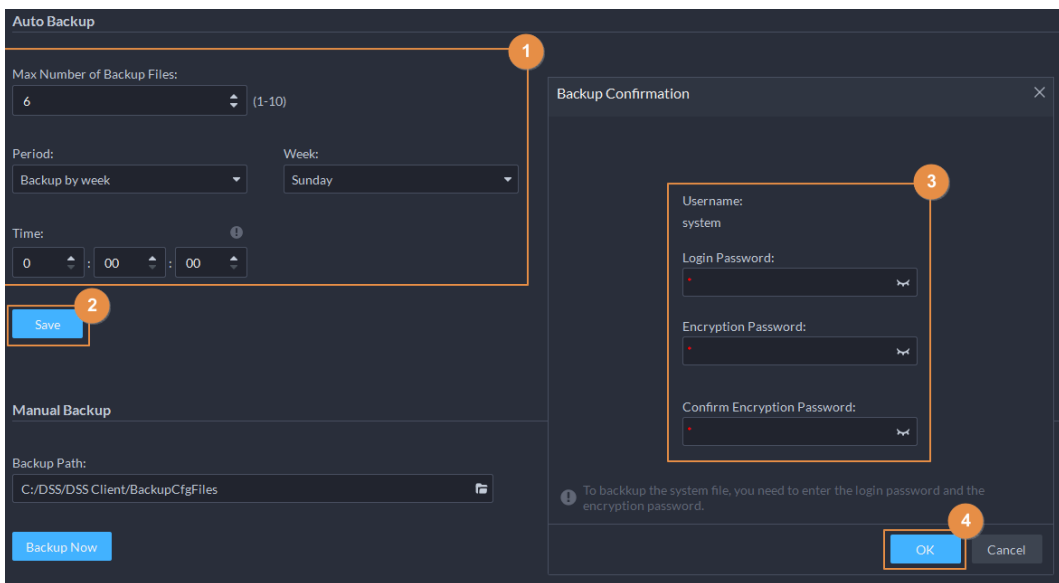 Auto Backup
1
Max Number of Backup Files:
6 (1-10)
Period: Week:
Backup by week Sunday
Time:
0 : 00 : 00
2
Save
Manual Backup
Backup Path:
C:/DSS/DSS Client/BackupCfgFiles
Backup Now
Backup Confirmation
3
Username:
system
Login Password:
*
Encryption Password:
*
Confirm Encryption Password:
*
To backkup the system file, you need to enter the login password and the
encryption password.
4
OK Cancel